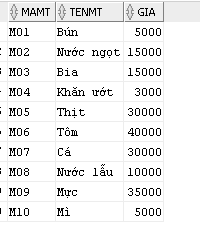 MAMT TENMT GIA
M01 Bún 5000
M02 Nước ngọt 15000
M03 Bia 15000
M04 Khăn ướt 3000
M05 Thịt 30000
M06 Tôm 40000
M07 Cá 30000
M08 Nước lẩu 10000
M09 Mực 35000
M10 Mì 5000